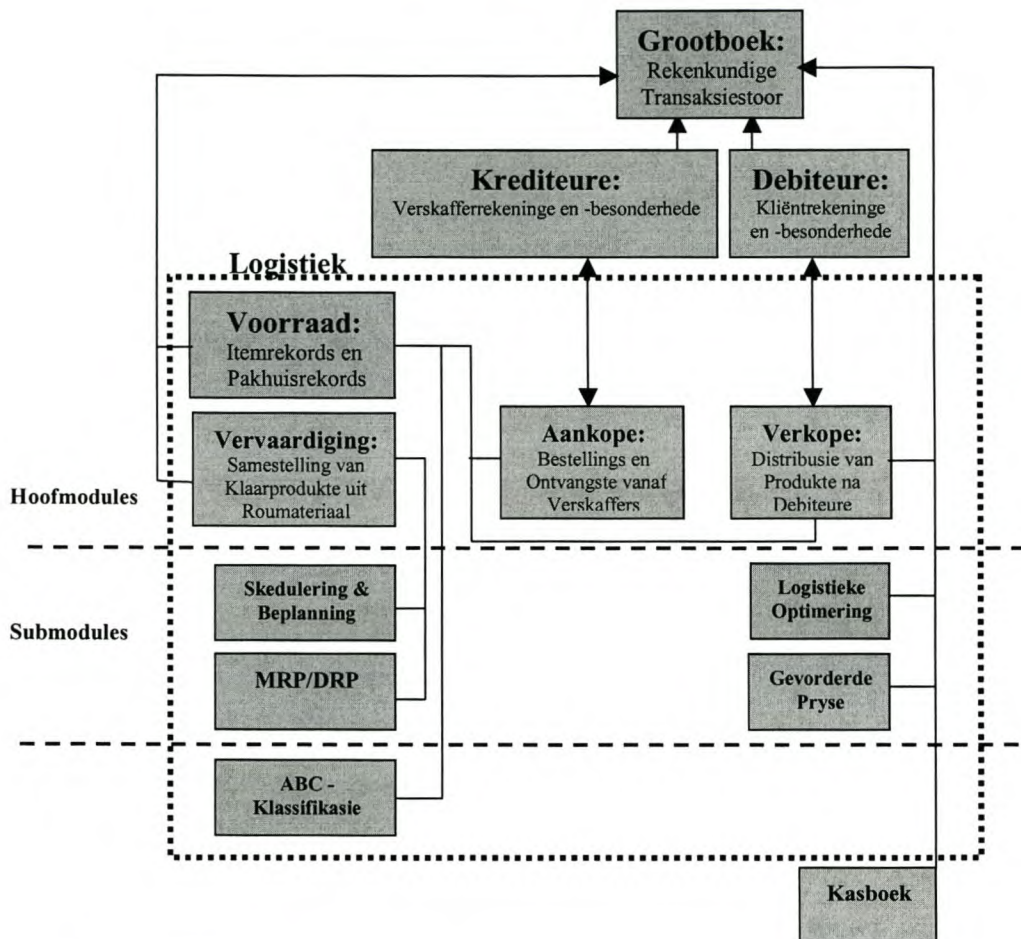 Grootboek:
Rekenkundige
Transaksiestoor
Krediteure:
Verskafferrekeninge en -besonderhede
Debiteure:
Kliëntrekeninge
en -besonderhede
Logistiek
Voorraad:
Itemrekords en
Pakhuisrekords
Vervaardiging:
Samestelling van
Klaarprodukte uit
Roumateriaal
Aankope:
Bestellings en
Ontvangste vanaf
Verskaffers
Verkope:
Distribusie van
Produkte na
Debiteure
Hoofmodules
Submodules
Skedulering &
Beplanning
MRP/DRP
Logistieke
Optimering
Gevorderde
Pryse
ABC -
Klassifikasie
Kasboek